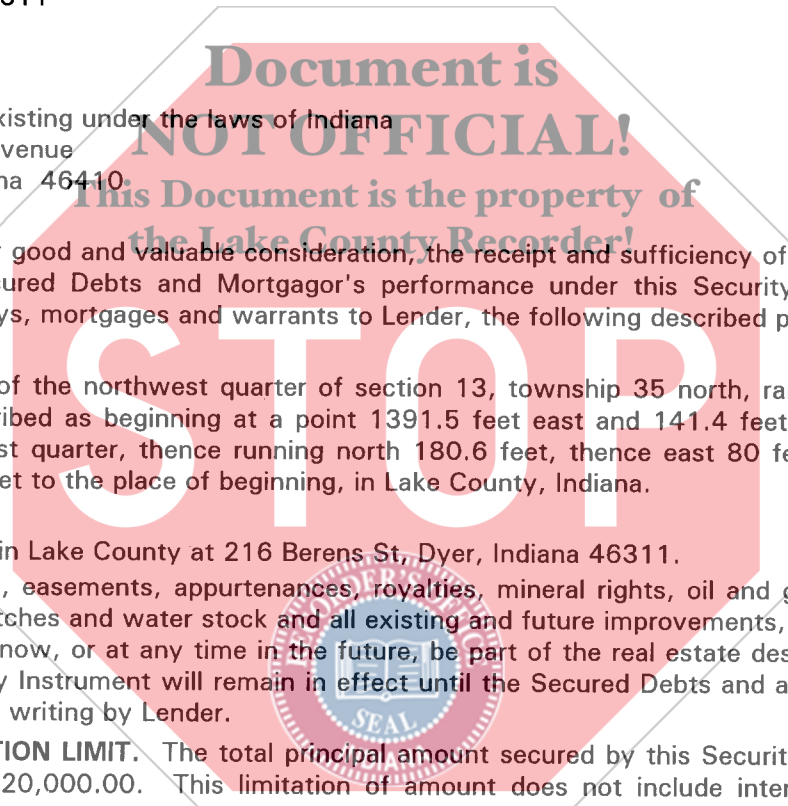 Document is
xisting under the laws of Indiana
NOT OFFICIAL!
venue
na 46410
This Document is the property of
the Lake County Recorder!
good and valuable consideration, the receipt and sufficiency of
ured Debts and Mortgagor's performance under this Security
ys, mortgages and warrants to Lender, the following described p
STOP
of the northwest quarter of section 13, township 35 north, ra
ribed as beginning at a point 1391.5 feet east and 141.4 feet
st quarter, thence running north 180.6 feet, thence east 80 fe
et to the place of beginning, in Lake County, Indiana.
in Lake County at 216 Berens St, Dyer, Indiana 46311.
, easements, appurtenances, royalties, mineral rights, oil and g
tches and water stock and all existing and future improvements,
now, or at any time in the future, be part of the real estate des
y Instrument will remain in effect until the Secured Debts and a
writing by Lender.
RECORDER'S OFFICE
SEAL
INDIANA
TION LIMIT. The total principal amount secured by this Securit
20,000.00. This limitation of amount does not include inter